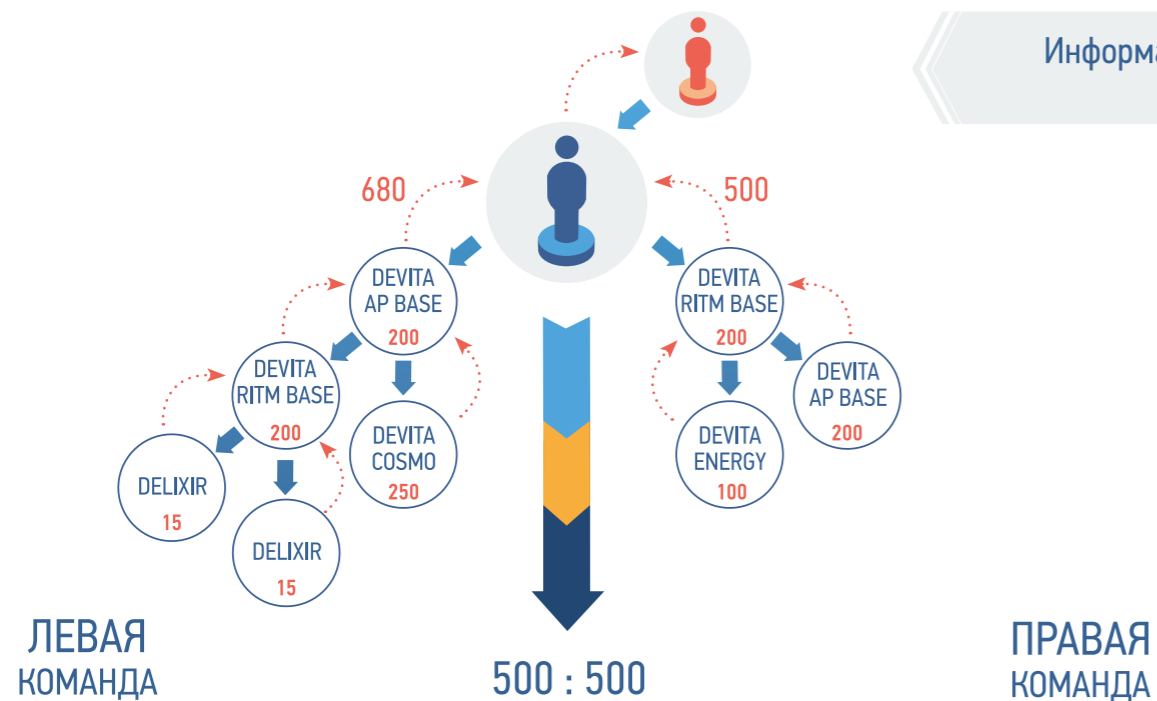 Информа
680
500
DEVITA
AP BASE
200
DEVITA
RITM BASE
200
DEVITA
RITM BASE
200
DEVITA
AP BASE
200
DEVITA
COSMO
250
DEVITA
ENERGY
100
DELIXIR
15
DELIXIR
15
ЛЕВАЯ
КОМАНДА
500 : 500
ПРАВАЯ
КОМАНДА